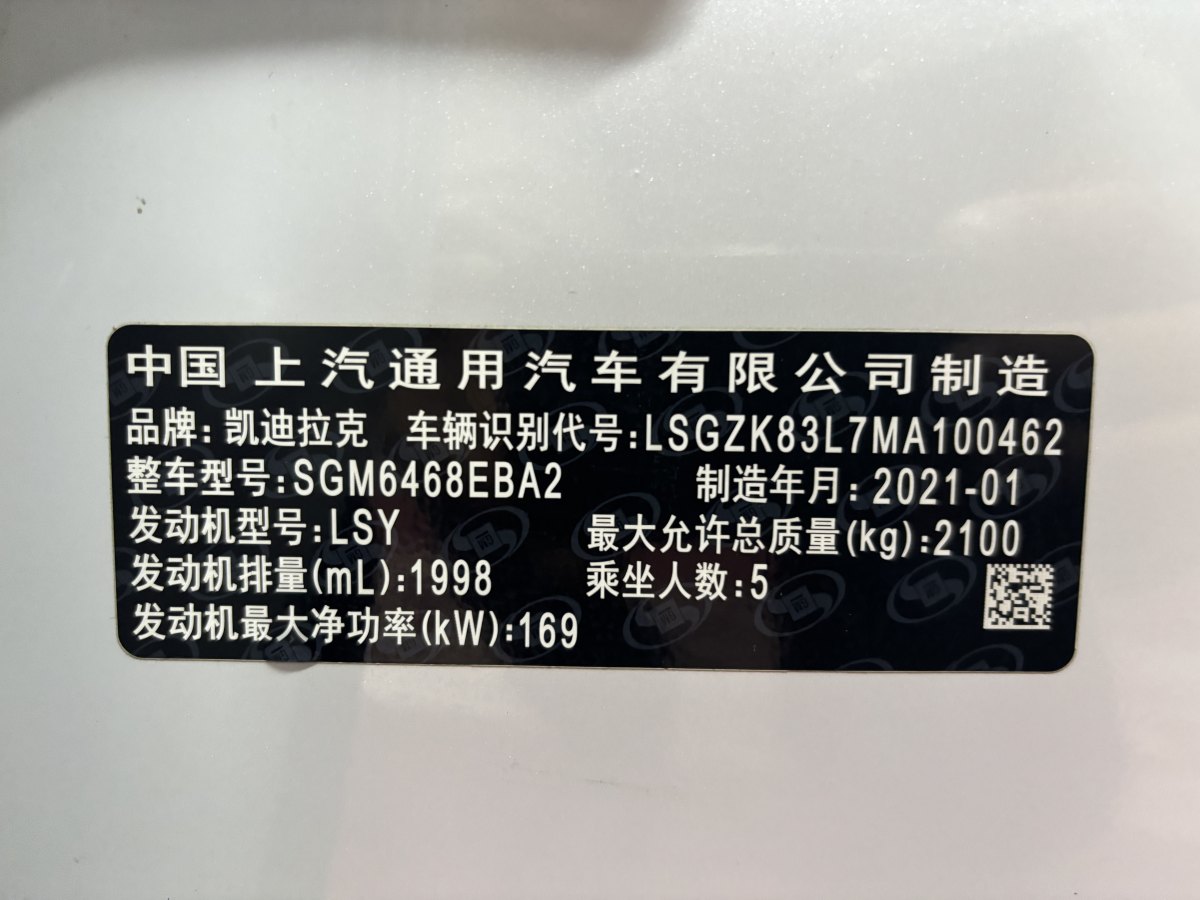 中国 上汽通用汽车有限公司制造
品牌：凯迪拉克 车辆识别代号：LSGZK83L7MA100462
整车型号：SGM6468EBA2 制造年月：2021-01
发动机型号：LSY 最大允许总质量(kg)：2100
发动机排量(mL)：1998 乘坐人数：5
发动机最大净功率(kW)：169